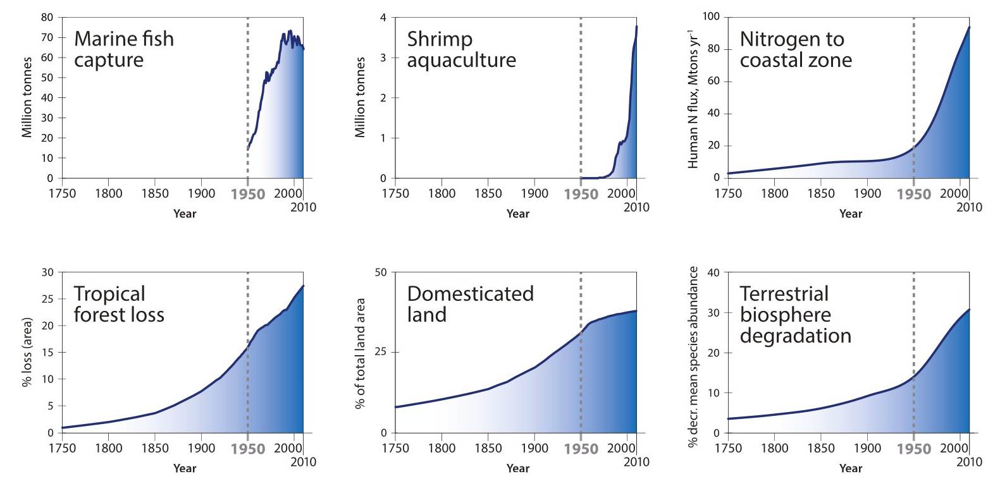 Marine fish
capture
Million tonnes
80
70
60
50
40
30
20
10
0
1750 1800 1850 1900 1950 2000
2010
Year
Shrimp
aquaculture
Million tonnes
4
3
2
1
0
1750 1800 1850 1900 1950 2000
2010
Year
Nitrogen to
coastal zone
Human N flux, Mtons yr⁻¹
100
80
60
40
20
0
1750 1800 1850 1900 1950 2000
2010
Year
Tropical
forest loss
% loss (area)
30
25
20
15
10
5
0
1750 1800 1850 1900 1950 2000
2010
Year
Domesticated
land
% of total land area
50
25
0
1750 1800 1850 1900 1950 2000
2010
Year
Terrestrial
biosphere
degradation
% decr. mean species abundance
40
30
20
10
0
1750 1800 1850 1900 1950 2000
2010
Year